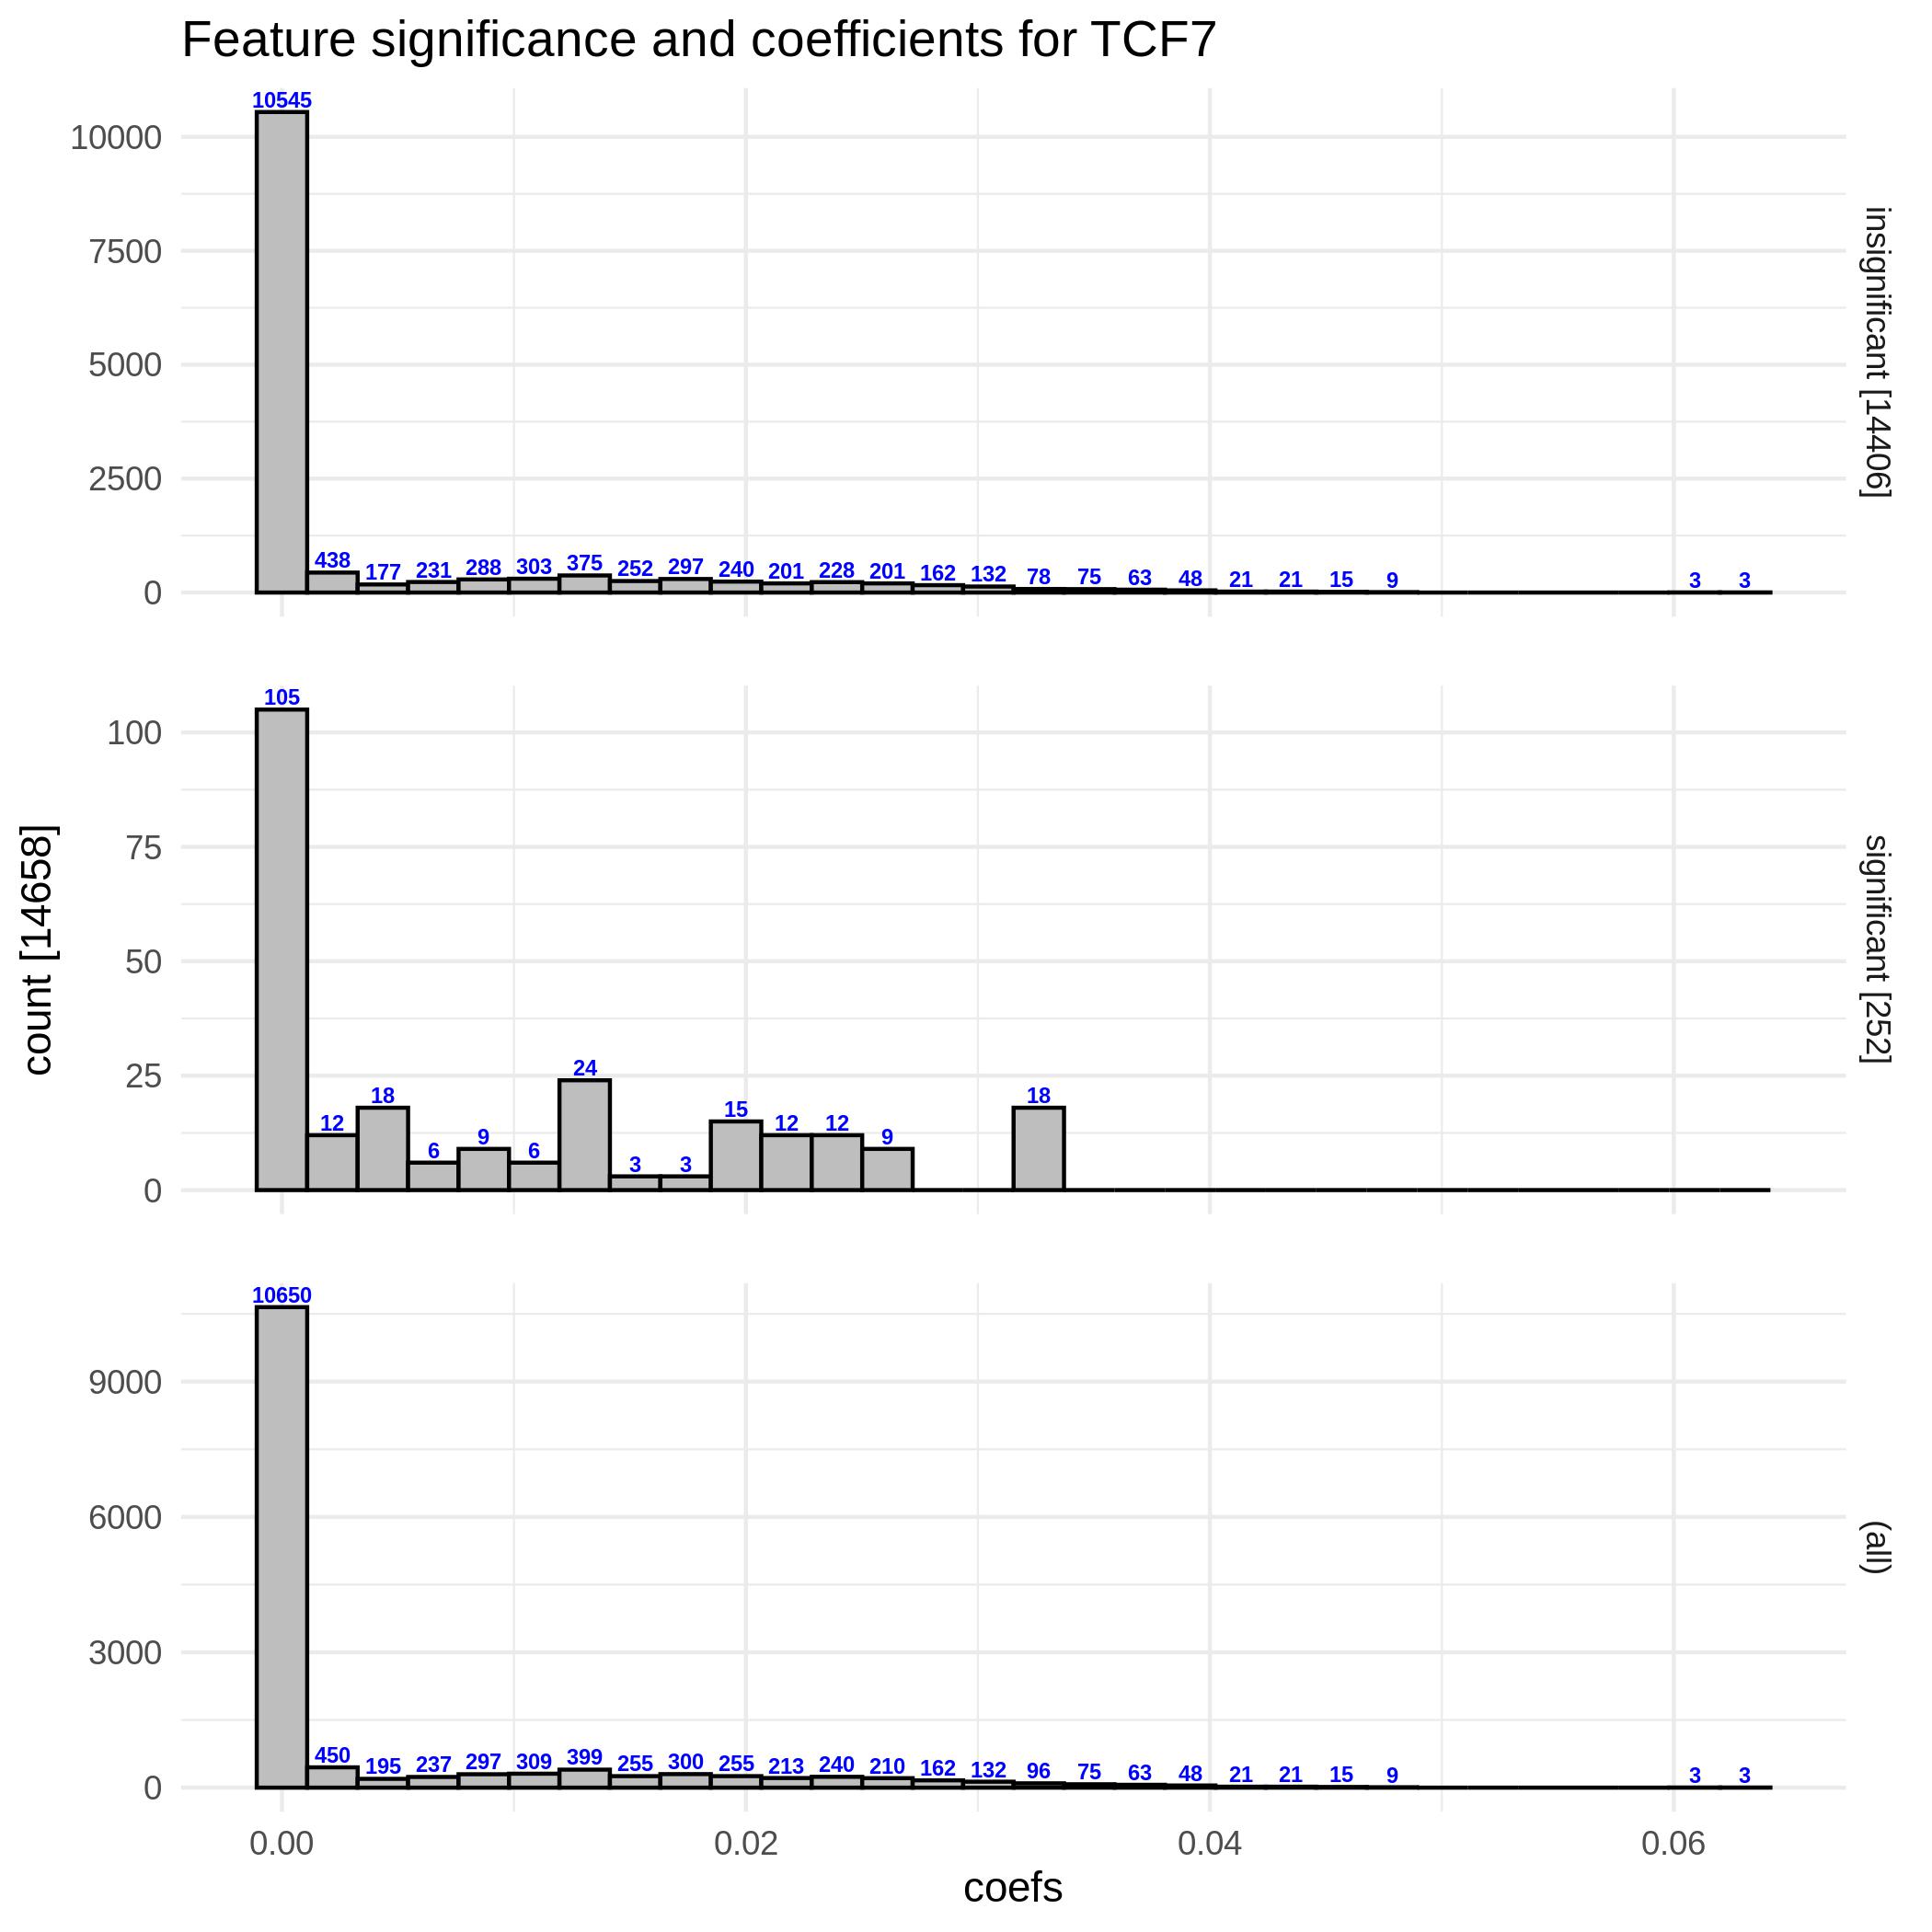 Feature significance and coefficients for TCF7
10545
10000
7500
5000
2500
0
438 177 231 288 303 375 252 297 240 201 228 201 162 132 78 75 63 48 21 21 15 9 3 3
insignificant [14406]
count [14658]
105
100
75
50
25
0
12 18 6 9 6 24 3 3 15 12 12 9 18
significant [252]
10650
9000
6000
3000
0
450 195 237 297 309 399 255 300 255 213 240 210 162 132 96 75 63 48 21 21 15 9 3 3
(all)
0.00 0.02 0.04 0.06
coefs